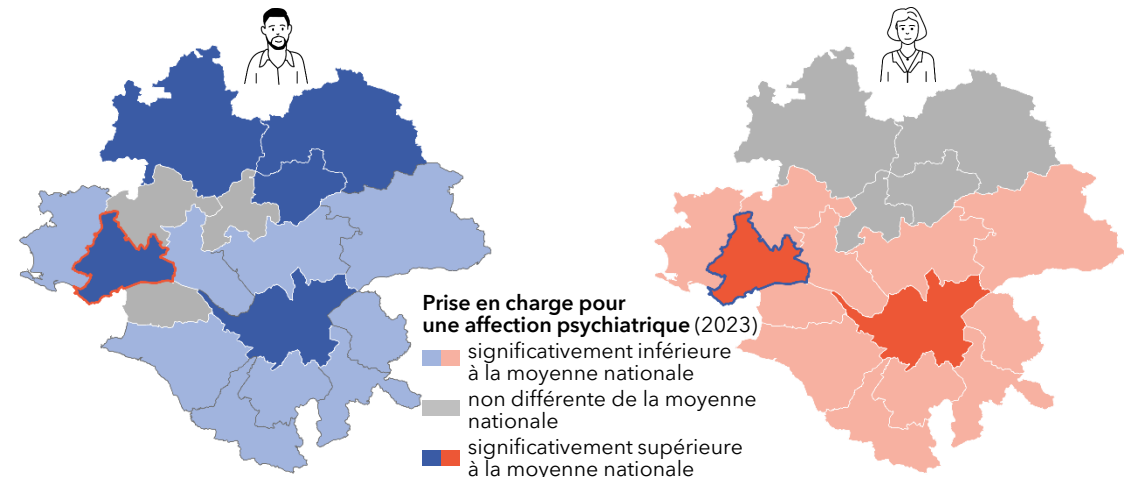 Prise en charge pour
une affection psychiatrique (2023)
significativement inférieure
à la moyenne nationale
non différente de la moyenne
nationale
significativement supérieure
à la moyenne nationale